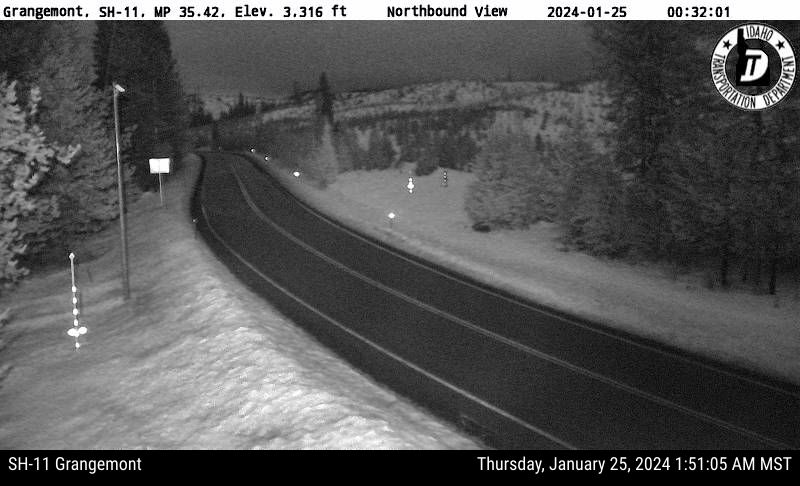 Grangemont, SH-11, MP 35.42, Elev. 3,316 ft Northbound View 2024-01-25 00:32:01
IDAHO
TRANSPORTATION DEPARTMENT
SH-11 Grangemont Thursday, January 25, 2024 1:51:05 AM MST